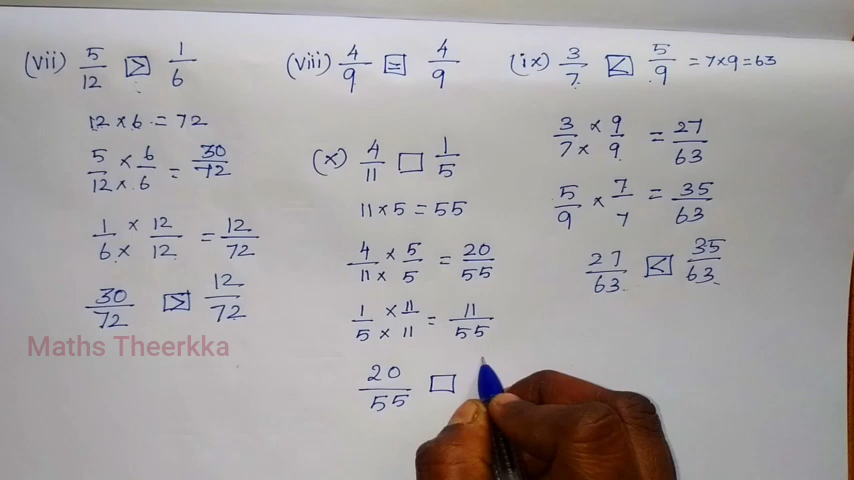 (vii) 5/12 > 1/6
12 × 6 = 72
5/12 × 6/6 = 30/72
1/6 × 12/12 = 12/72
30/72 > 12/72
(viii) 4/9 = 4/9
(x) 4/11 □ 1/5
11 × 5 = 55
4/11 × 5/5 = 20/55
1/5 × 11/11 = 11/55
20/55 □
(ix) 3/7 < 5/9 = 7×9=63
3/7 × 9/9 = 27/63
5/9 × 7/7 = 35/63
27/63 < 35/63
Maths Theerkka